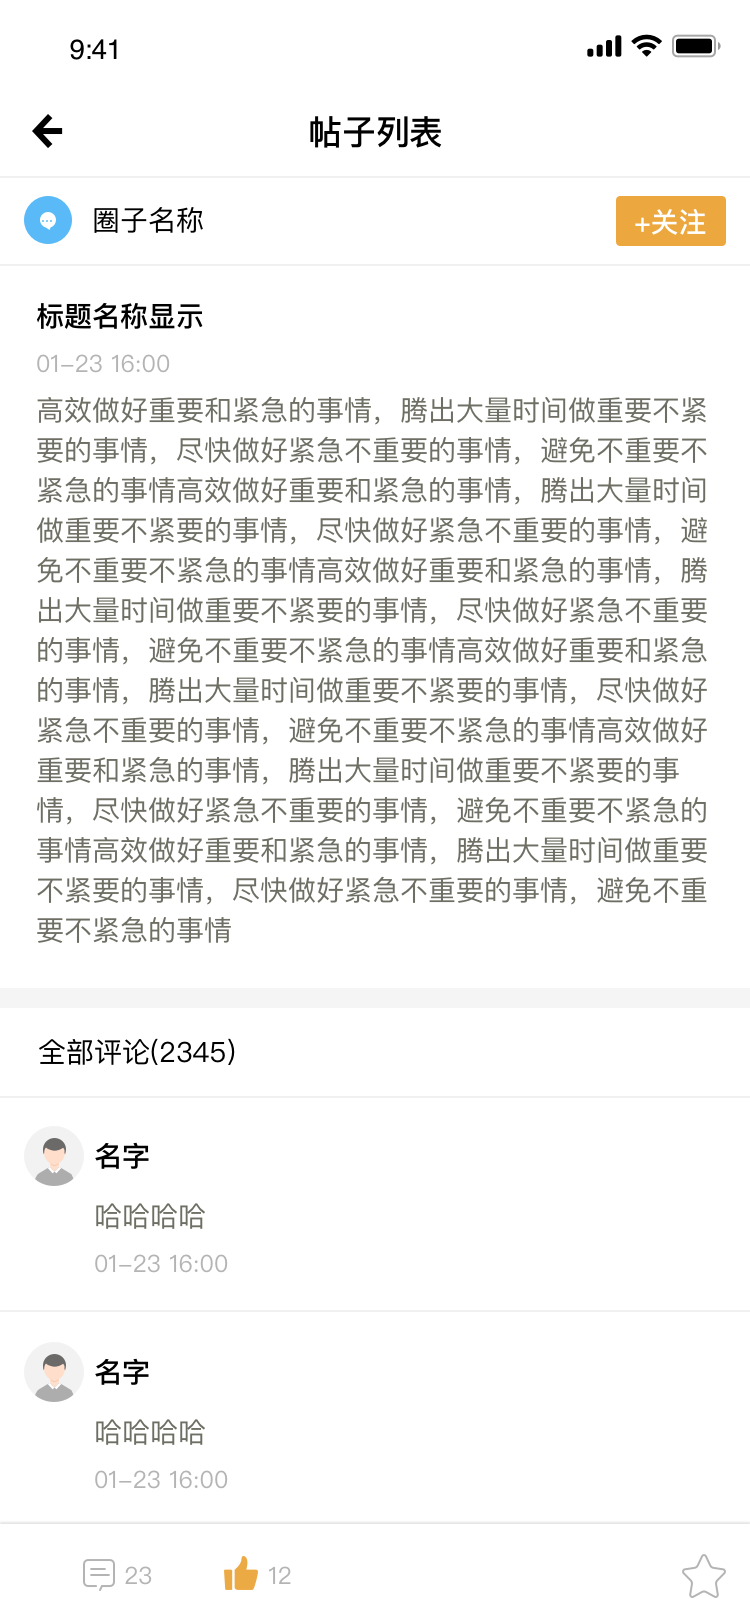 9:41
帖子列表
圈子名称
+关注
标题名称显示
01-23 16:00
高效做好重要和紧急的事情，腾出大量时间做重要不紧
要的事情，尽快做好紧急不重要的事情，避免不重要不
紧急的事情高效做好重要和紧急的事情，腾出大量时间
做重要不紧要的事情，尽快做好紧急不重要的事情，避
免不重要不紧急的事情高效做好重要和紧急的事情，腾
出大量时间做重要不紧要的事情，尽快做好紧急不重要
的事情，避免不重要不紧急的事情高效做好重要和紧急
的事情，腾出大量时间做重要不紧要的事情，尽快做好
紧急不重要的事情，避免不重要不紧急的事情高效做好
重要和紧急的事情，腾出大量时间做重要不紧要的事
情，尽快做好紧急不重要的事情，避免不重要不紧急的
事情高效做好重要和紧急的事情，腾出大量时间做重要
不紧要的事情，尽快做好紧急不重要的事情，避免不重
要不紧急的事情
全部评论(2345)
名字
哈哈哈哈
01-23 16:00
名字
哈哈哈哈
01-23 16:00
23
12